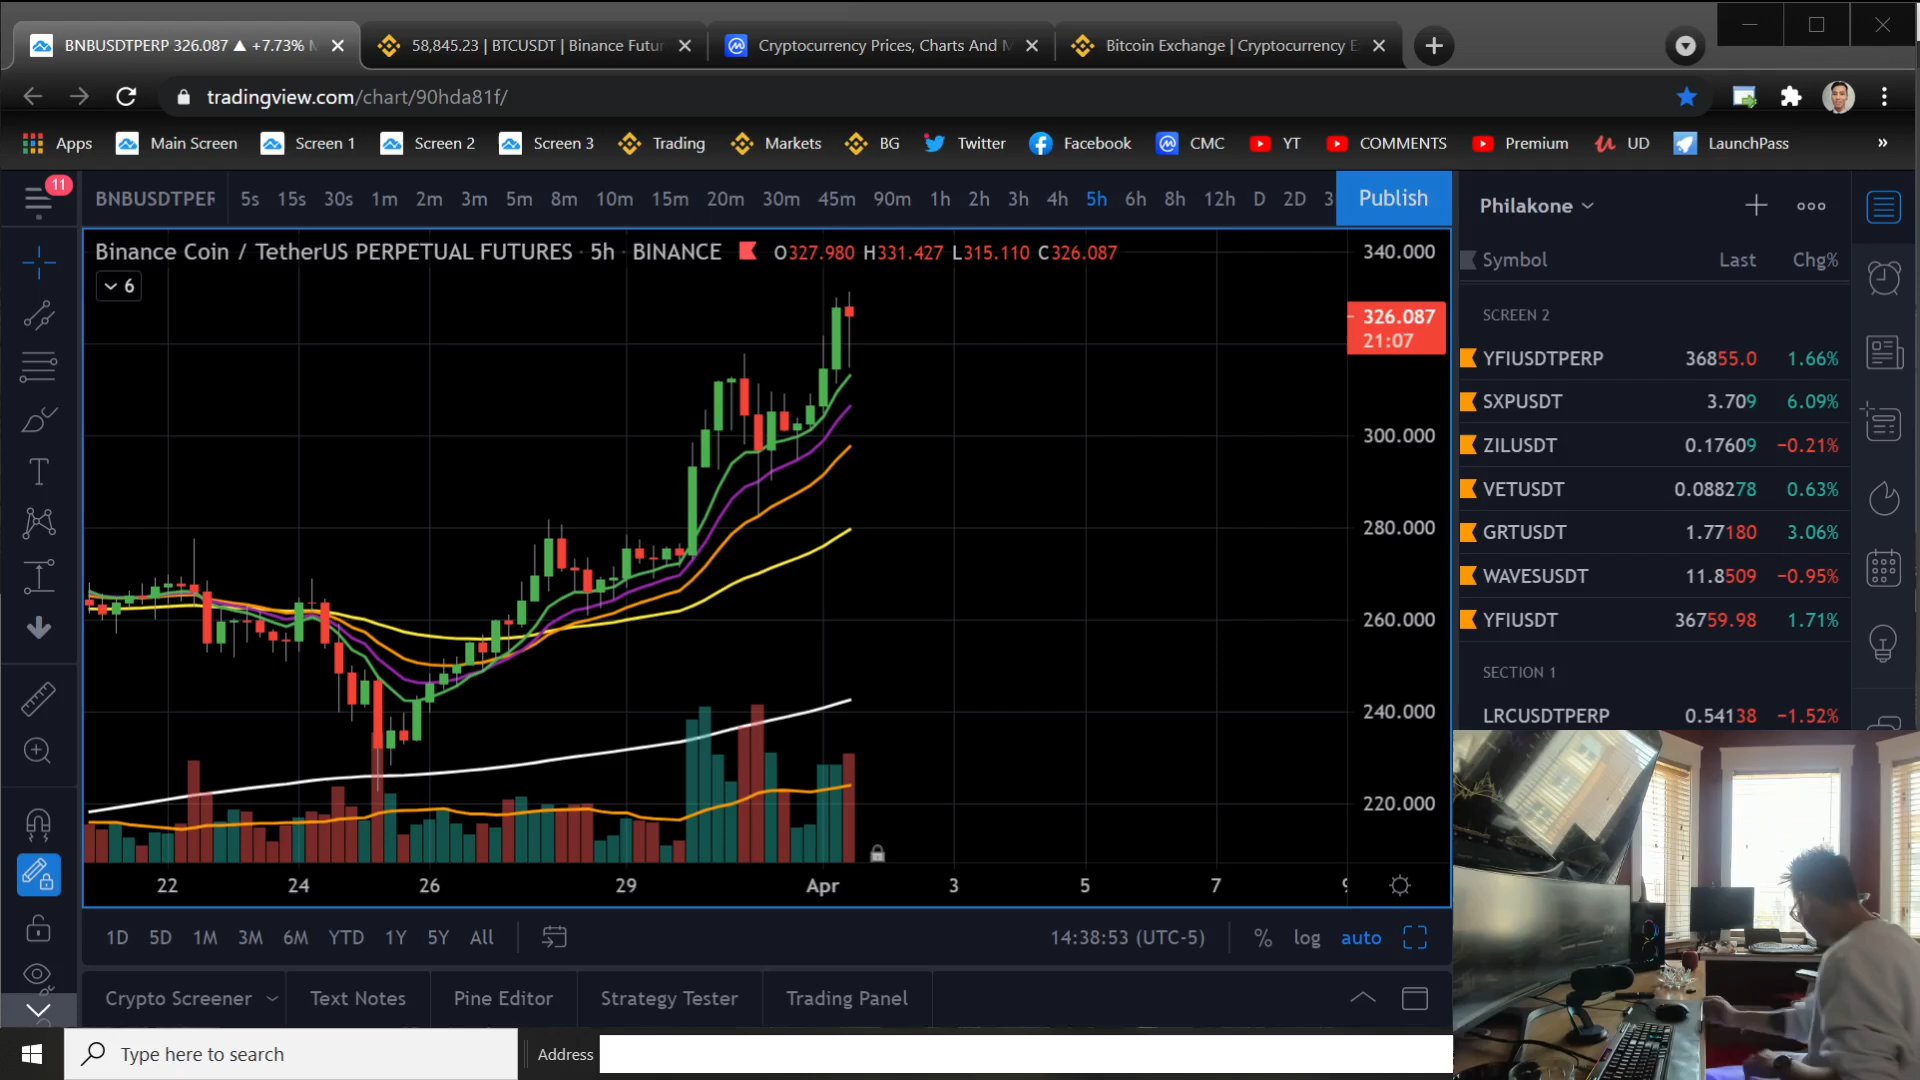 BNBUSDTPERP 326.087 ▲ +7.73%
58,845.23 | BTCUSDT | Binance Futur
Cryptocurrency Prices, Charts And M
Bitcoin Exchange | Cryptocurrency E
tradingview.com/chart/90hda81f/
Apps Main Screen Screen 1 Screen 2 Screen 3 Trading Markets BG Twitter Facebook CMC YT COMMENTS Premium UD LaunchPass »
11
BNBUSDTPER 5s 15s 30s 1m 2m 3m 5m 8m 10m 15m 20m 30m 45m 90m 1h 2h 3h 4h 5h 6h 8h 12h D 2D 3 Publish
Binance Coin / TetherUS PERPETUAL FUTURES · 5h · BINANCE O327.980 H331.427 L315.110 C326.087
6
340.000
326.087
21:07
300.000
280.000
260.000
240.000
220.000
22 24 26 29 Apr 3 5 7
1D 5D 1M 3M 6M YTD 1Y 5Y All 14:38:53 (UTC-5) % log auto
Crypto Screener Text Notes Pine Editor Strategy Tester Trading Panel
Philakone
Symbol Last Chg%
SCREEN 2
YFIUSDTPERP 36855.0 1.66%
SXPUSDT 3.709 6.09%
ZILUSDT 0.17609 −0.21%
VETUSDT 0.088278 0.63%
GRTUSDT 1.77180 3.06%
WAVESUSDT 11.8509 −0.95%
YFIUSDT 36759.98 1.71%
SECTION 1
LRCUSDTPERP 0.54138 −1.52%
Type here to search
Address